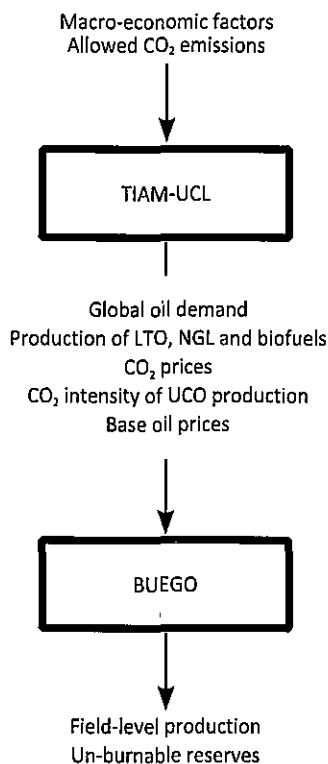 Macro-economic factors
Allowed CO₂ emissions
TIAM-UCL
Global oil demand
Production of LTO, NGL and biofuels
CO₂ prices
CO₂ intensity of UCO production
Base oil prices
BUEGO
Field-level production
Un-burnable reserves